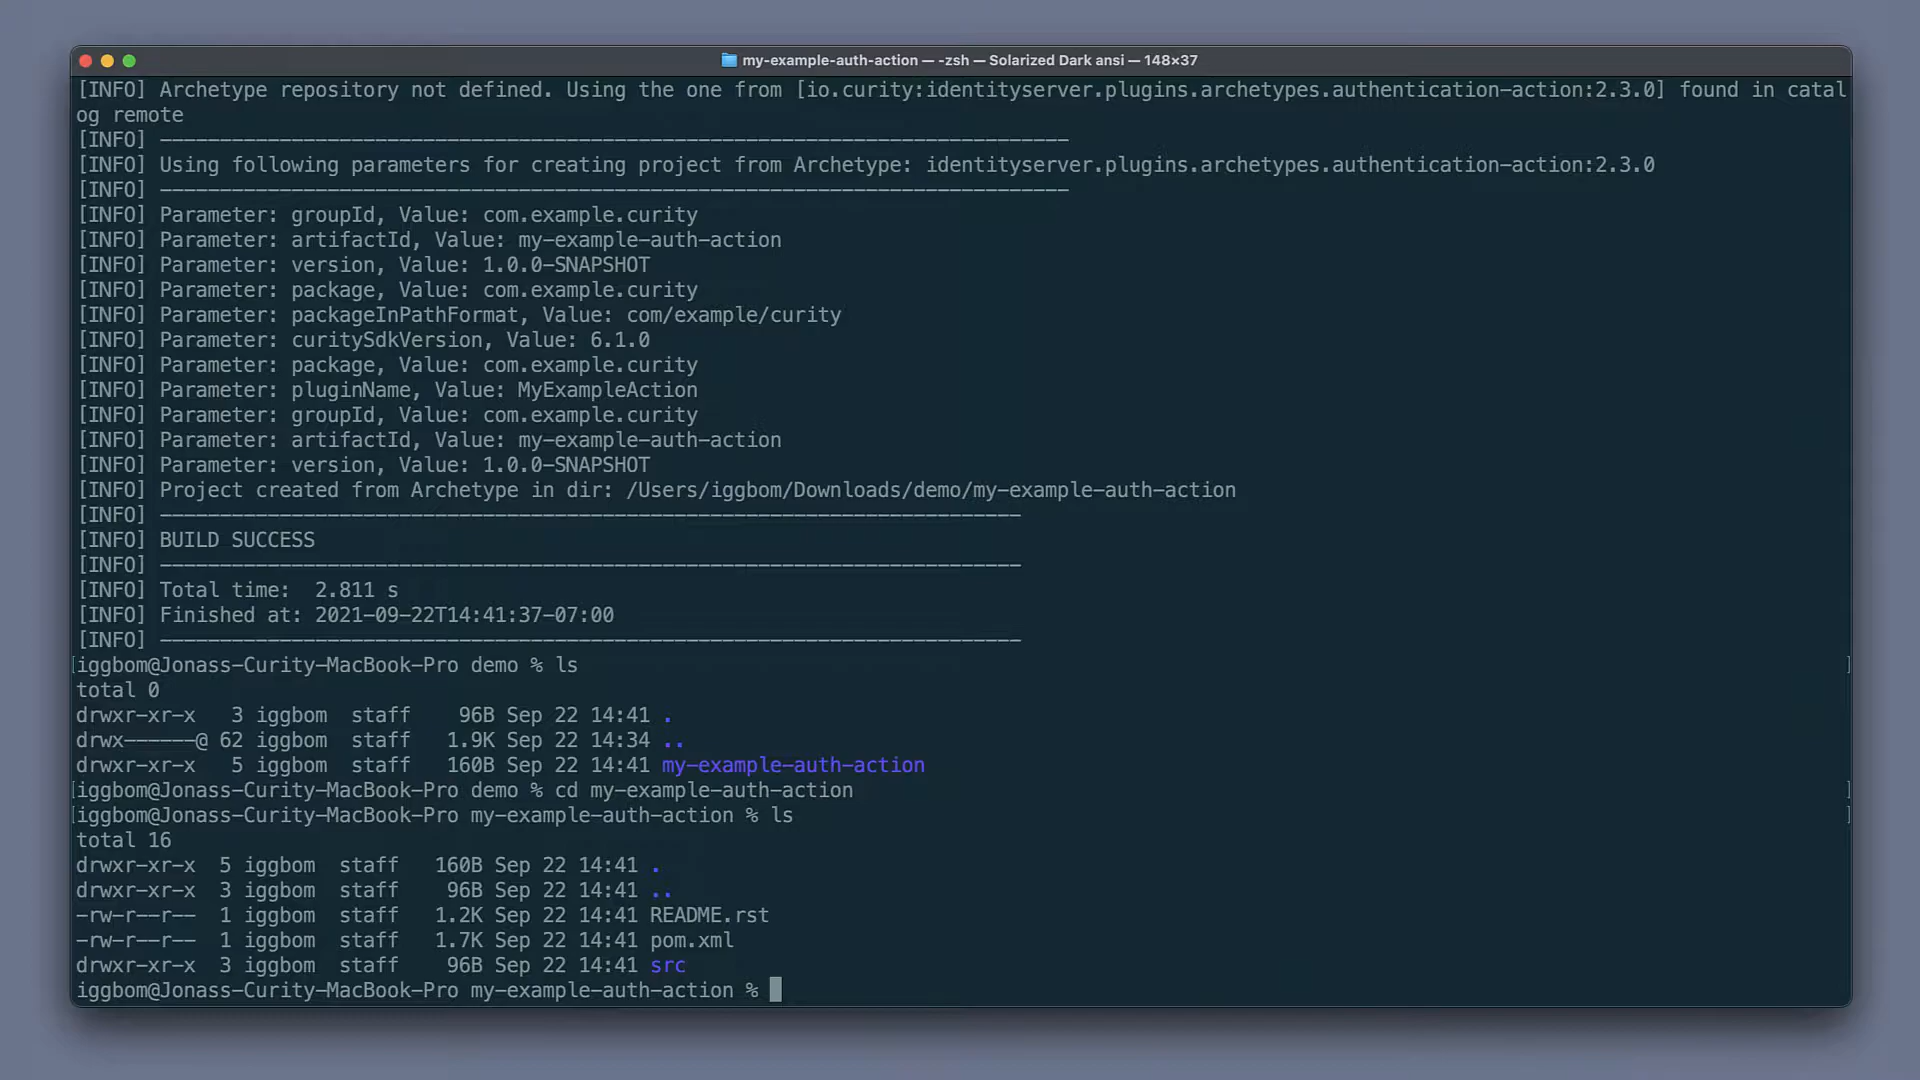 my-example-auth-action — -zsh — Solarized Dark ansi — 148×37
[INFO] Archetype repository not defined. Using the one from [io.curity:identityserver.plugins.archetypes.authentication-action:2.3.0] found in catal
og remote
[INFO] ----------------------------------------------------------------------------
[INFO] Using following parameters for creating project from Archetype: identityserver.plugins.archetypes.authentication-action:2.3.0
[INFO] ----------------------------------------------------------------------------
[INFO] Parameter: groupId, Value: com.example.curity
[INFO] Parameter: artifactId, Value: my-example-auth-action
[INFO] Parameter: version, Value: 1.0.0-SNAPSHOT
[INFO] Parameter: package, Value: com.example.curity
[INFO] Parameter: packageInPathFormat, Value: com/example/curity
[INFO] Parameter: curitySdkVersion, Value: 6.1.0
[INFO] Parameter: package, Value: com.example.curity
[INFO] Parameter: pluginName, Value: MyExampleAction
[INFO] Parameter: groupId, Value: com.example.curity
[INFO] Parameter: artifactId, Value: my-example-auth-action
[INFO] Parameter: version, Value: 1.0.0-SNAPSHOT
[INFO] Project created from Archetype in dir: /Users/iggbom/Downloads/demo/my-example-auth-action
[INFO] ------------------------------------------------------------------------
[INFO] BUILD SUCCESS
[INFO] ------------------------------------------------------------------------
[INFO] Total time:  2.811 s
[INFO] Finished at: 2021-09-22T14:41:37-07:00
[INFO] ------------------------------------------------------------------------
[iggbom@Jonass-Curity-MacBook-Pro demo % ls ]
total 0
drwxr-xr-x   3 iggbom  staff    96B Sep 22 14:41 .
drwx------@ 62 iggbom  staff   1.9K Sep 22 14:34 ..
drwxr-xr-x   5 iggbom  staff   160B Sep 22 14:41 my-example-auth-action
[iggbom@Jonass-Curity-MacBook-Pro demo % cd my-example-auth-action ]
[iggbom@Jonass-Curity-MacBook-Pro my-example-auth-action % ls ]
total 16
drwxr-xr-x  5 iggbom  staff   160B Sep 22 14:41 .
drwxr-xr-x  3 iggbom  staff    96B Sep 22 14:41 ..
-rw-r--r--  1 iggbom  staff   1.2K Sep 22 14:41 README.rst
-rw-r--r--  1 iggbom  staff   1.7K Sep 22 14:41 pom.xml
drwxr-xr-x  3 iggbom  staff    96B Sep 22 14:41 src
iggbom@Jonass-Curity-MacBook-Pro my-example-auth-action %